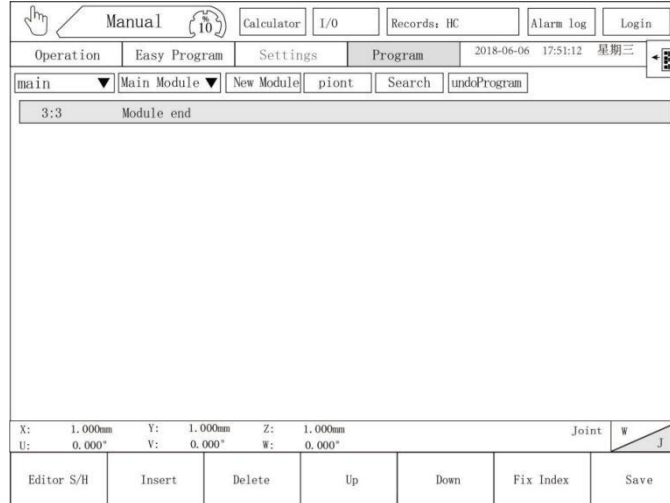 Manual % 10 Calculator I/O Records: HC Alarm log Login
Operation Easy Program Settings Program 2018-06-06 17:51:12 星期三
main Main Module New Module piont Search undoProgram
3:3 Module end
X: 1.000mm Y: 1.000mm Z: 1.000mm Joint W
U: 0.000° V: 0.000° W: 0.000° J
Editor S/H Insert Delete Up Down Fix Index Save